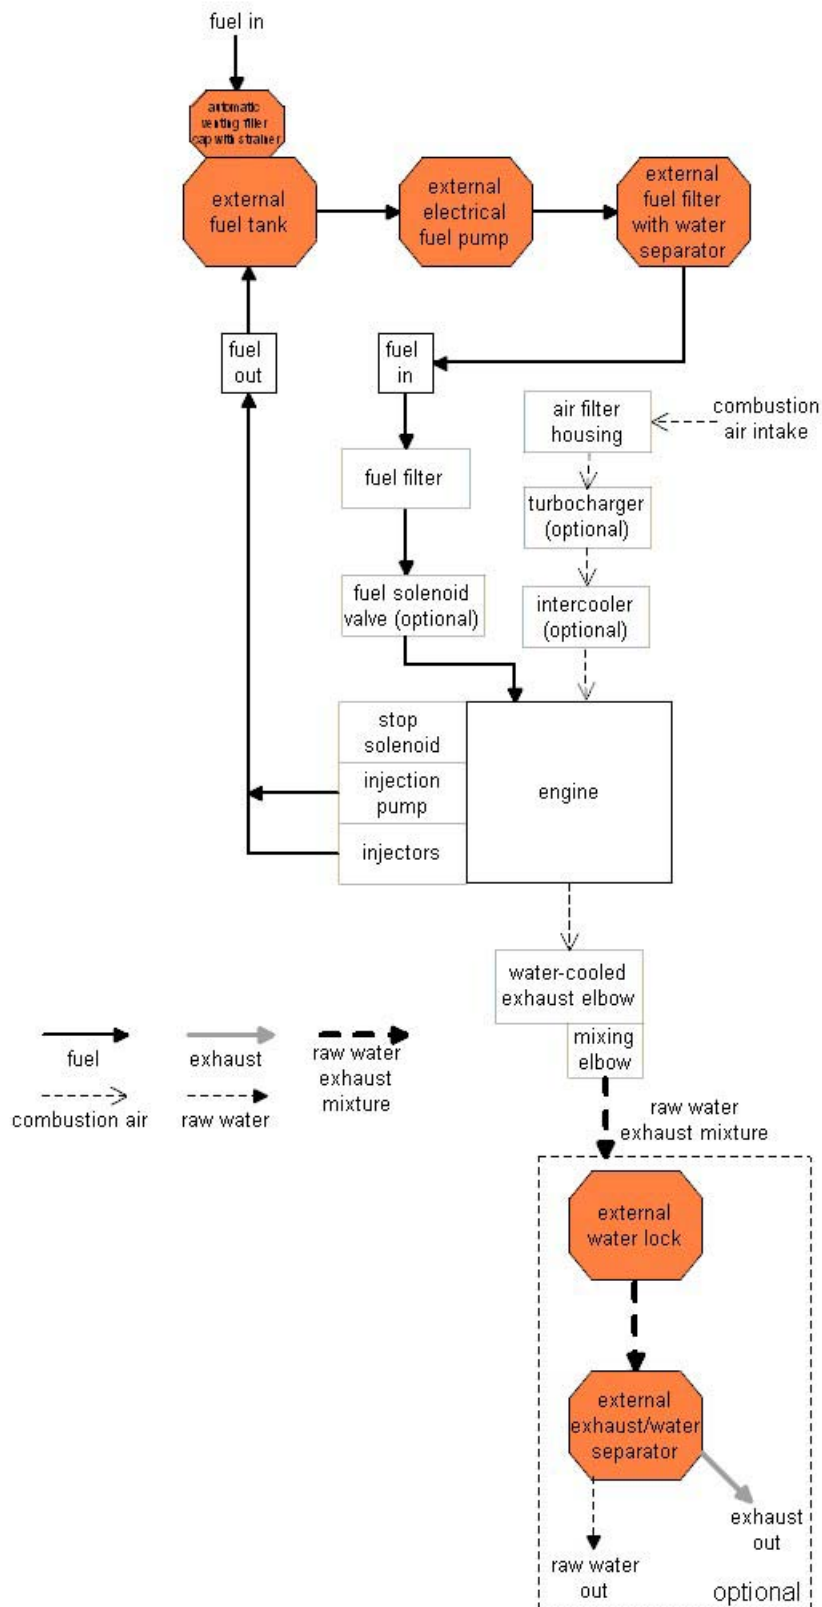 fuel in
automatic
venting filler
cap with strainer
external
fuel tank
external
electrical
fuel pump
external
fuel filter
with water
separator
fuel
out
fuel
in
air filter
housing
combustion
air intake
fuel filter
turbocharger
(optional)
fuel solenoid
valve (optional)
intercooler
(optional)
stop
solenoid
injection
pump
injectors
engine
water-cooled
exhaust elbow
mixing
elbow
fuel
exhaust
raw water
exhaust
mixture
combustion air
raw water
raw water
exhaust mixture
external
water lock
external
exhaust/water
separator
exhaust
out
raw water
out
optional